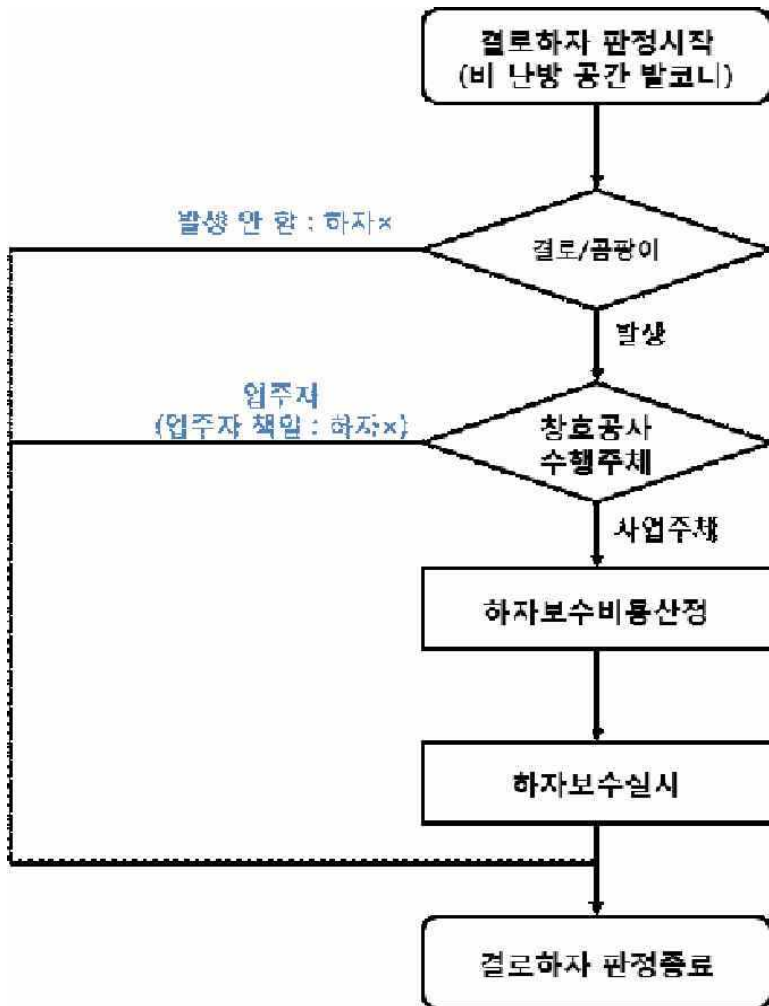 결로하자 판정시작
(비 난방 공간 발코니)
발생 안 함 : 하자×
결로/곰팡이
발생
입주자
(입주자 책임 : 하자×)
창호공사
수행주체
사업주체
하자보수비용산정
하자보수실시
결로하자 판정종료